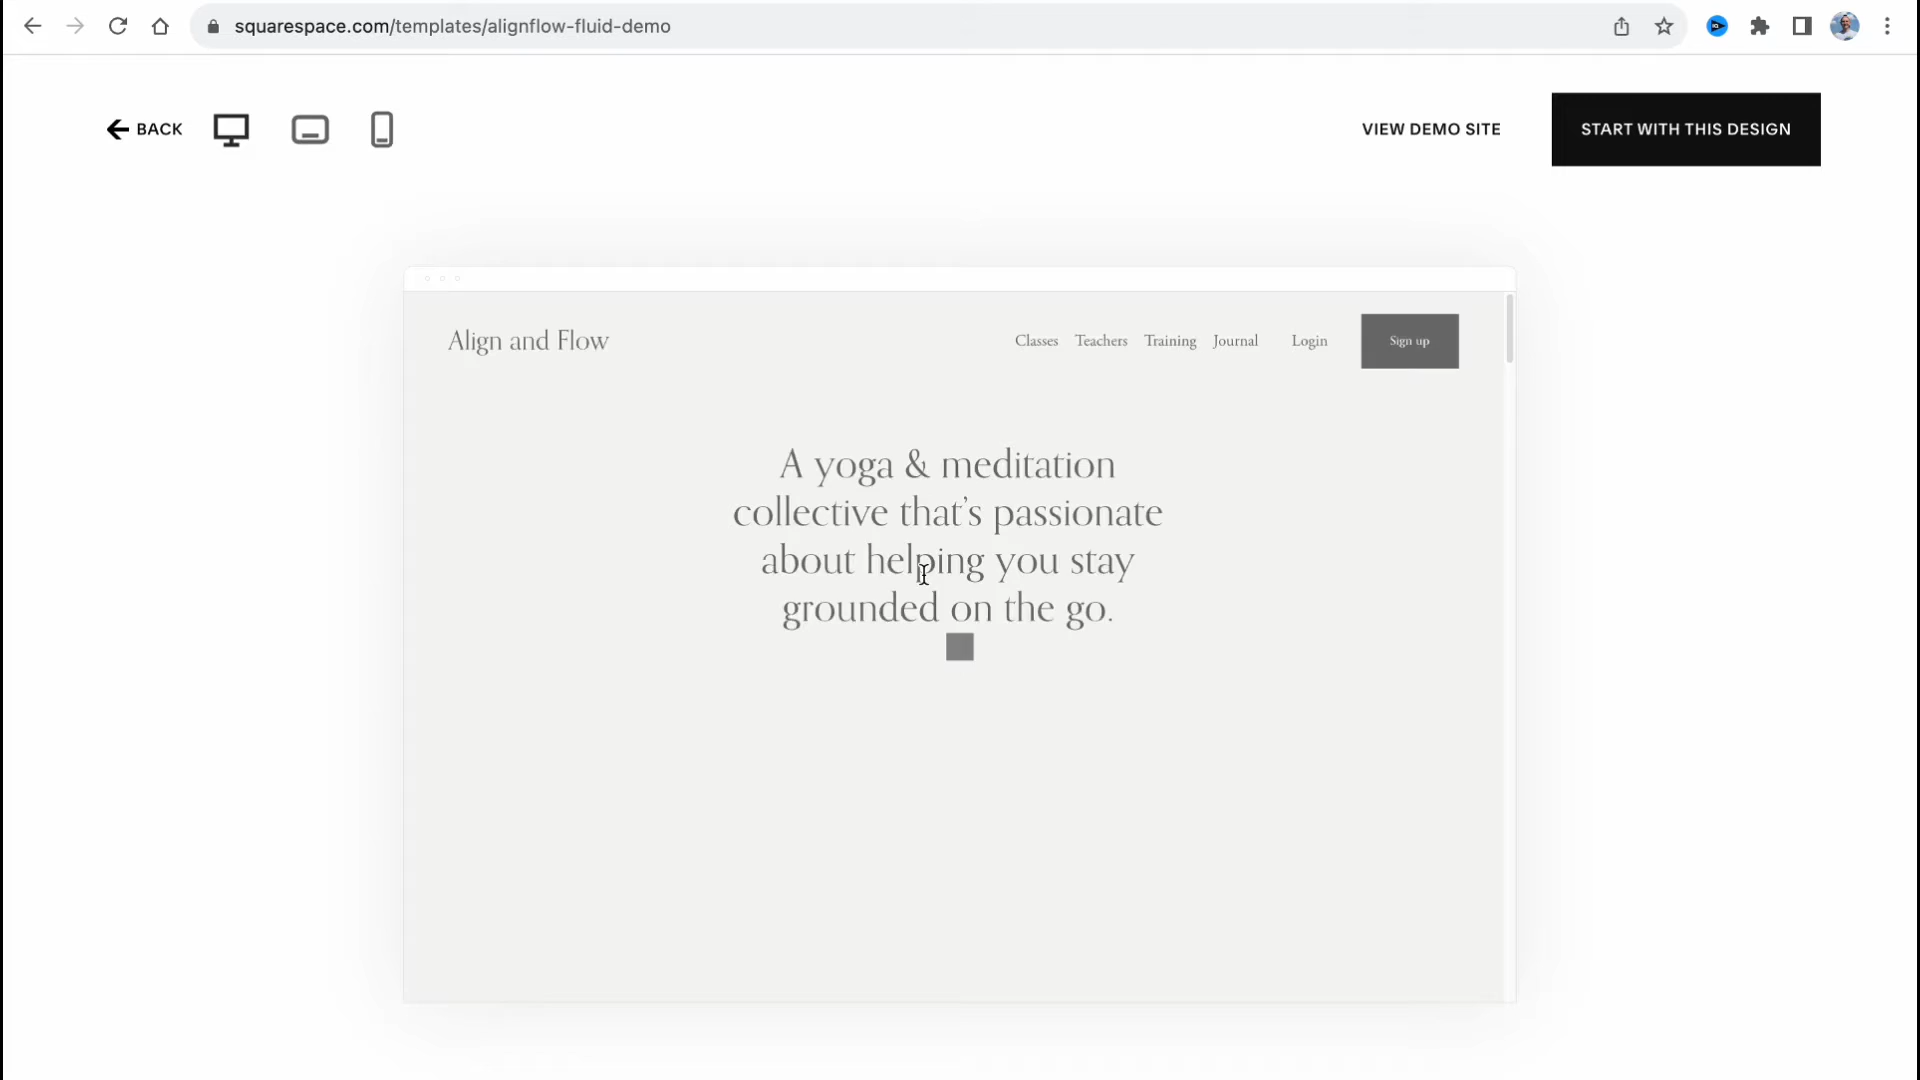 squarespace.com/templates/alignflow-fluid-demo
BACK
VIEW DEMO SITE
START WITH THIS DESIGN
Align and Flow
Classes Teachers Training Journal Login Sign up
A yoga & meditation
collective that's passionate
about helping you stay
grounded on the go.